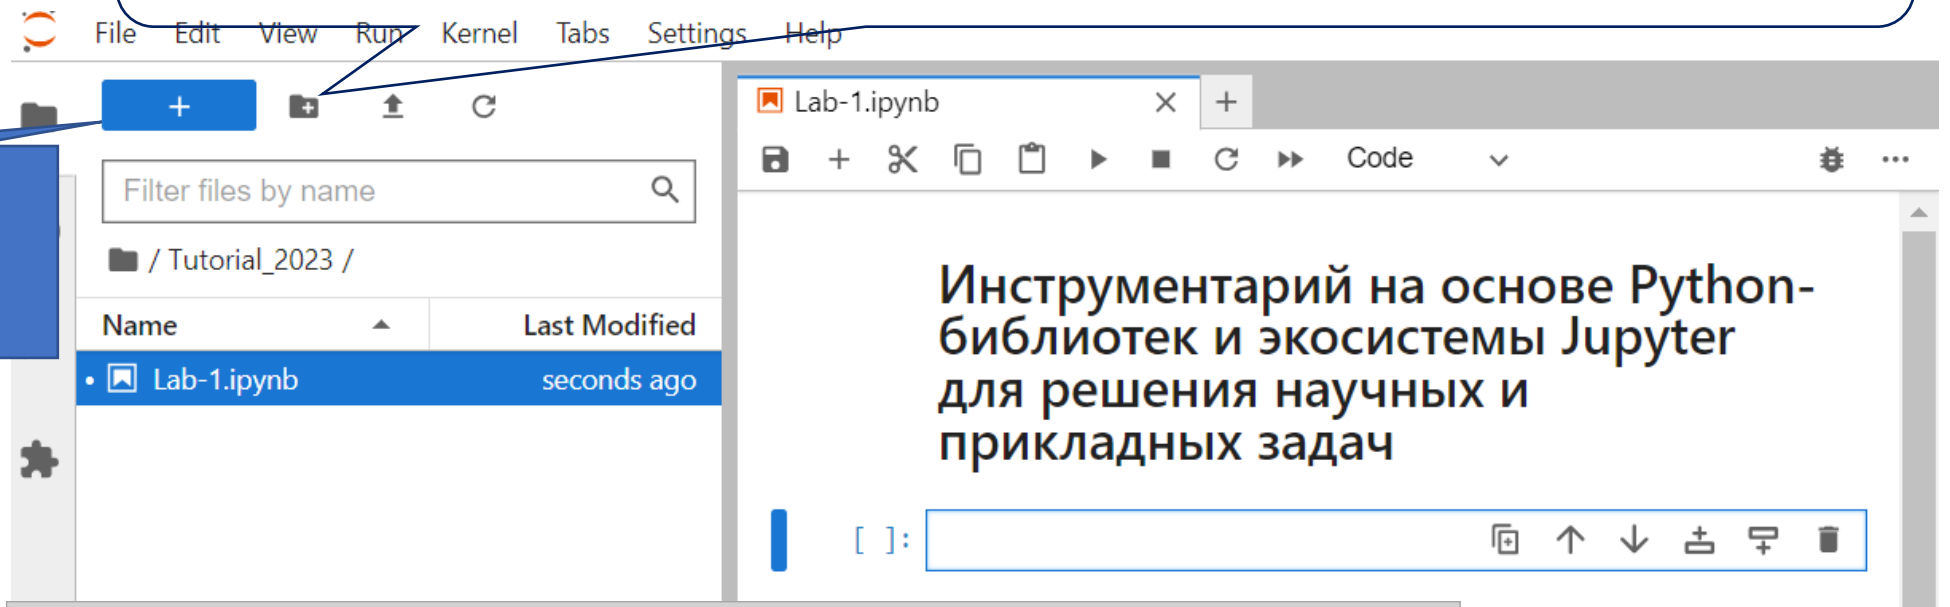 File Edit View Run Kernel Tabs Settings Help
+
Lab-1.ipynb
Filter files by name
Code
/ Tutorial_2023 /
Name Last Modified
Lab-1.ipynb seconds ago
Инструментарий на основе Python-
библиотек и экосистемы Jupyter
для решения научных и
прикладных задач
[ ]: